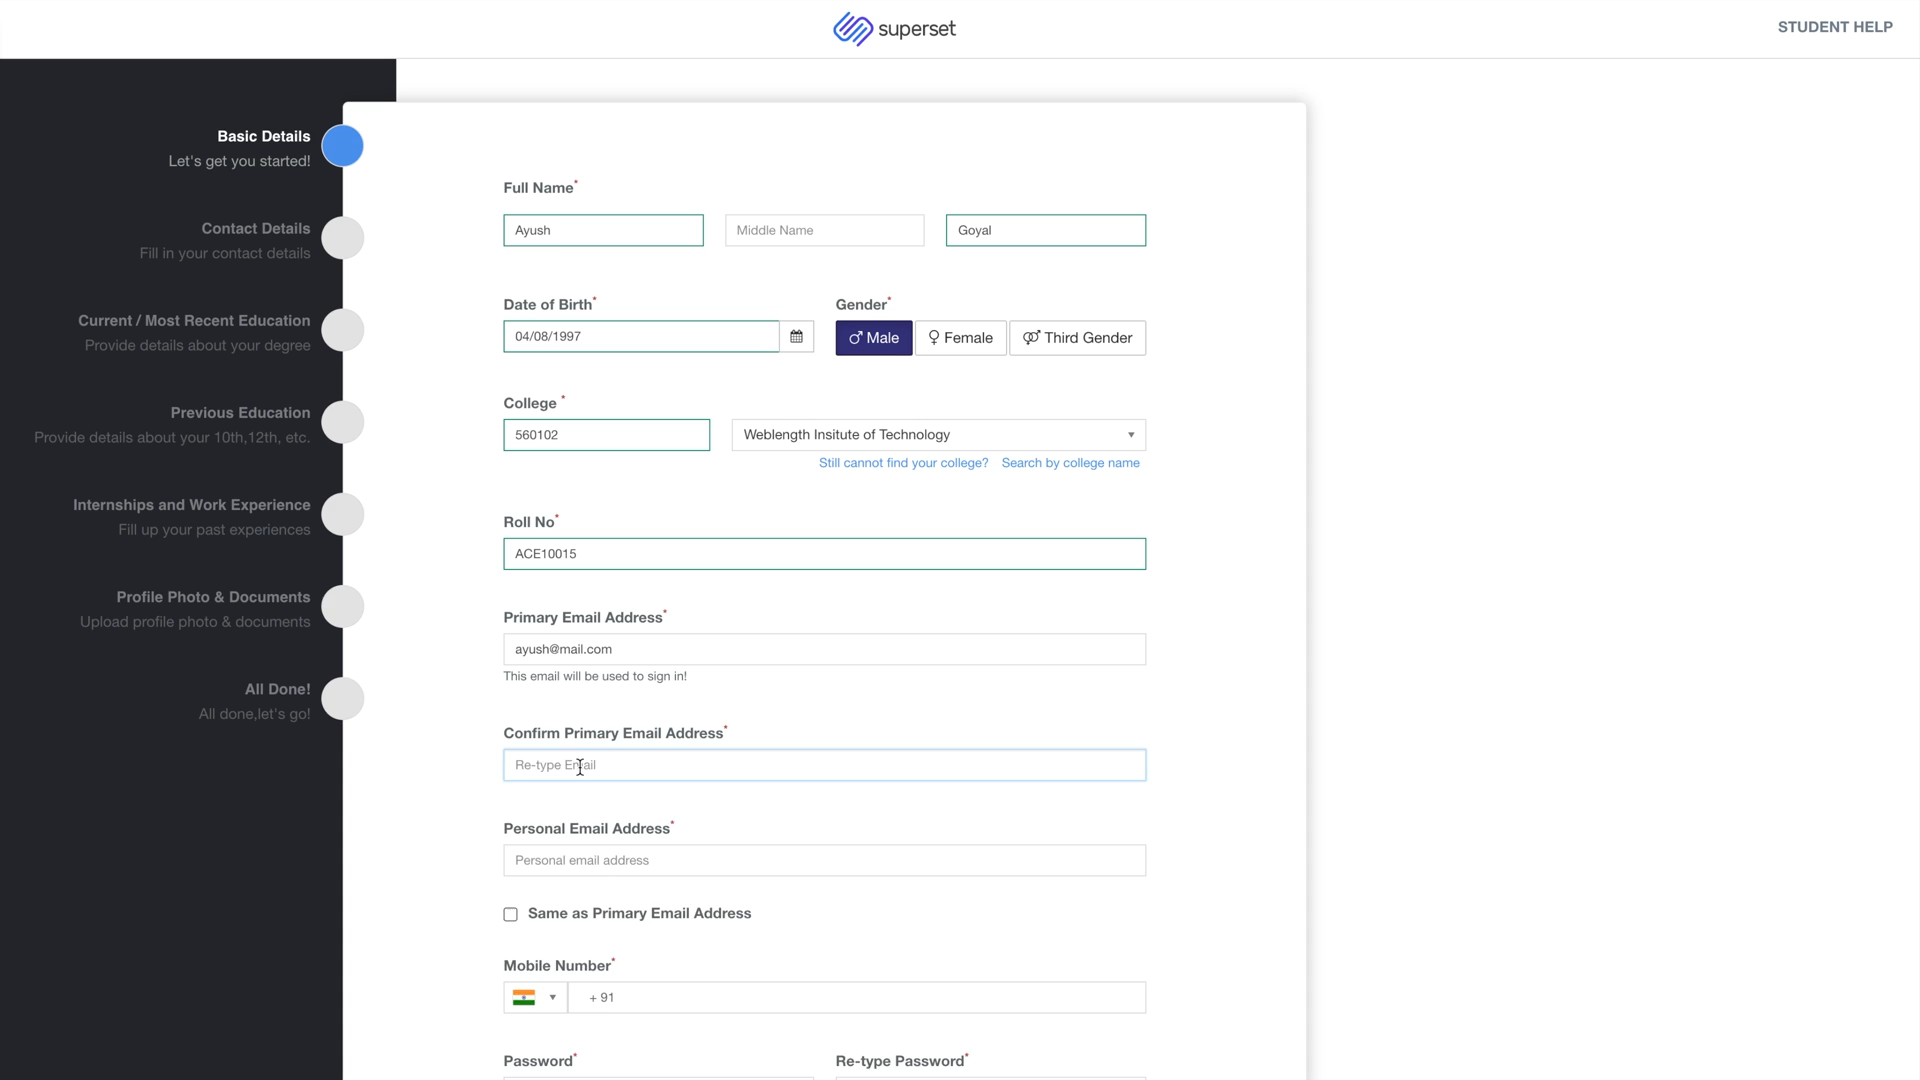 superset
STUDENT HELP
Basic Details
Let's get you started!
Contact Details
Fill in your contact details
Current / Most Recent Education
Provide details about your degree
Previous Education
Provide details about your 10th,12th, etc.
Internships and Work Experience
Fill up your past experiences
Profile Photo & Documents
Upload profile photo & documents
All Done!
All done,let's go!
Full Name*
Ayush Middle Name Goyal
Date of Birth* Gender*
04/08/1997 Male Female Third Gender
College *
560102 Weblength Insitute of Technology
Still cannot find your college? Search by college name
Roll No*
ACE10015
Primary Email Address*
ayush@mail.com
This email will be used to sign in!
Confirm Primary Email Address*
Re-type Email
Personal Email Address*
Personal email address
Same as Primary Email Address
Mobile Number*
+ 91
Password* Re-type Password*